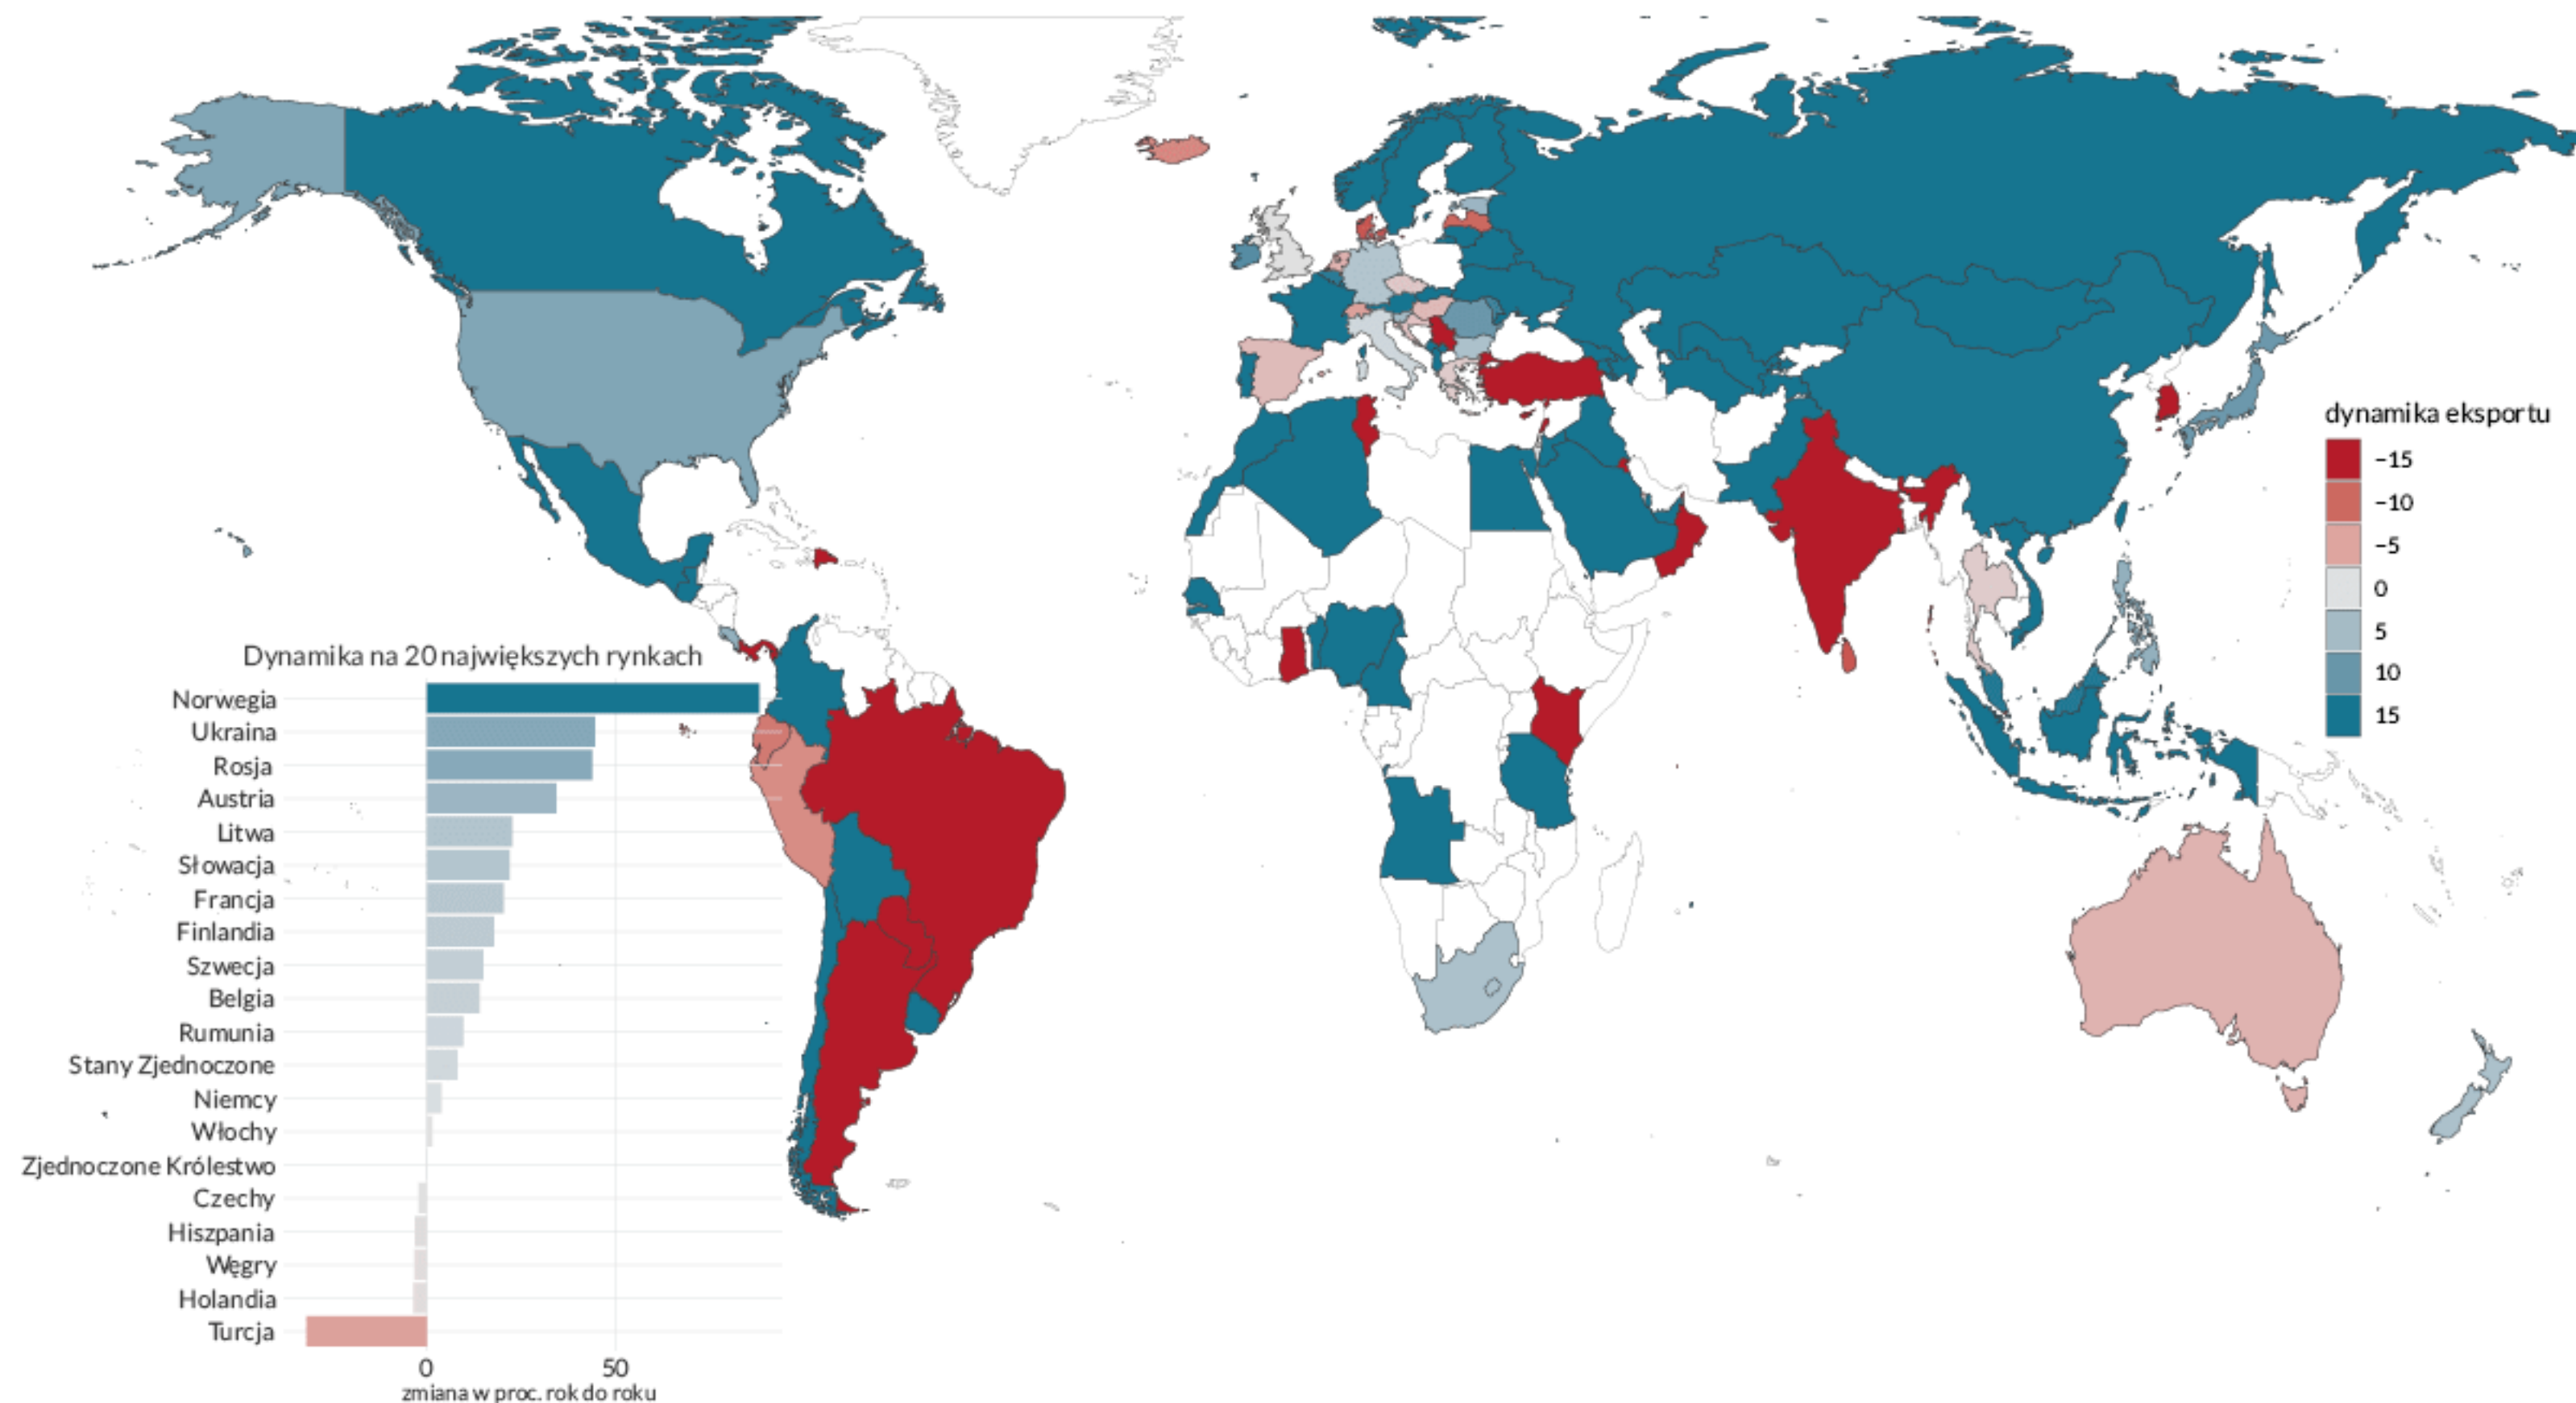 dynamika eksportu
−15
−10
−5
0
5
10
15
Dynamika na 20 największych rynkach
Norwegia
Ukraina
Rosja
Austria
Litwa
Słowacja
Francja
Finlandia
Szwecja
Belgia
Rumunia
Stany Zjednoczone
Niemcy
Włochy
Zjednoczone Królestwo
Czechy
Hiszpania
Węgry
Holandia
Turcja
0 50
zmiana w proc. rok do roku